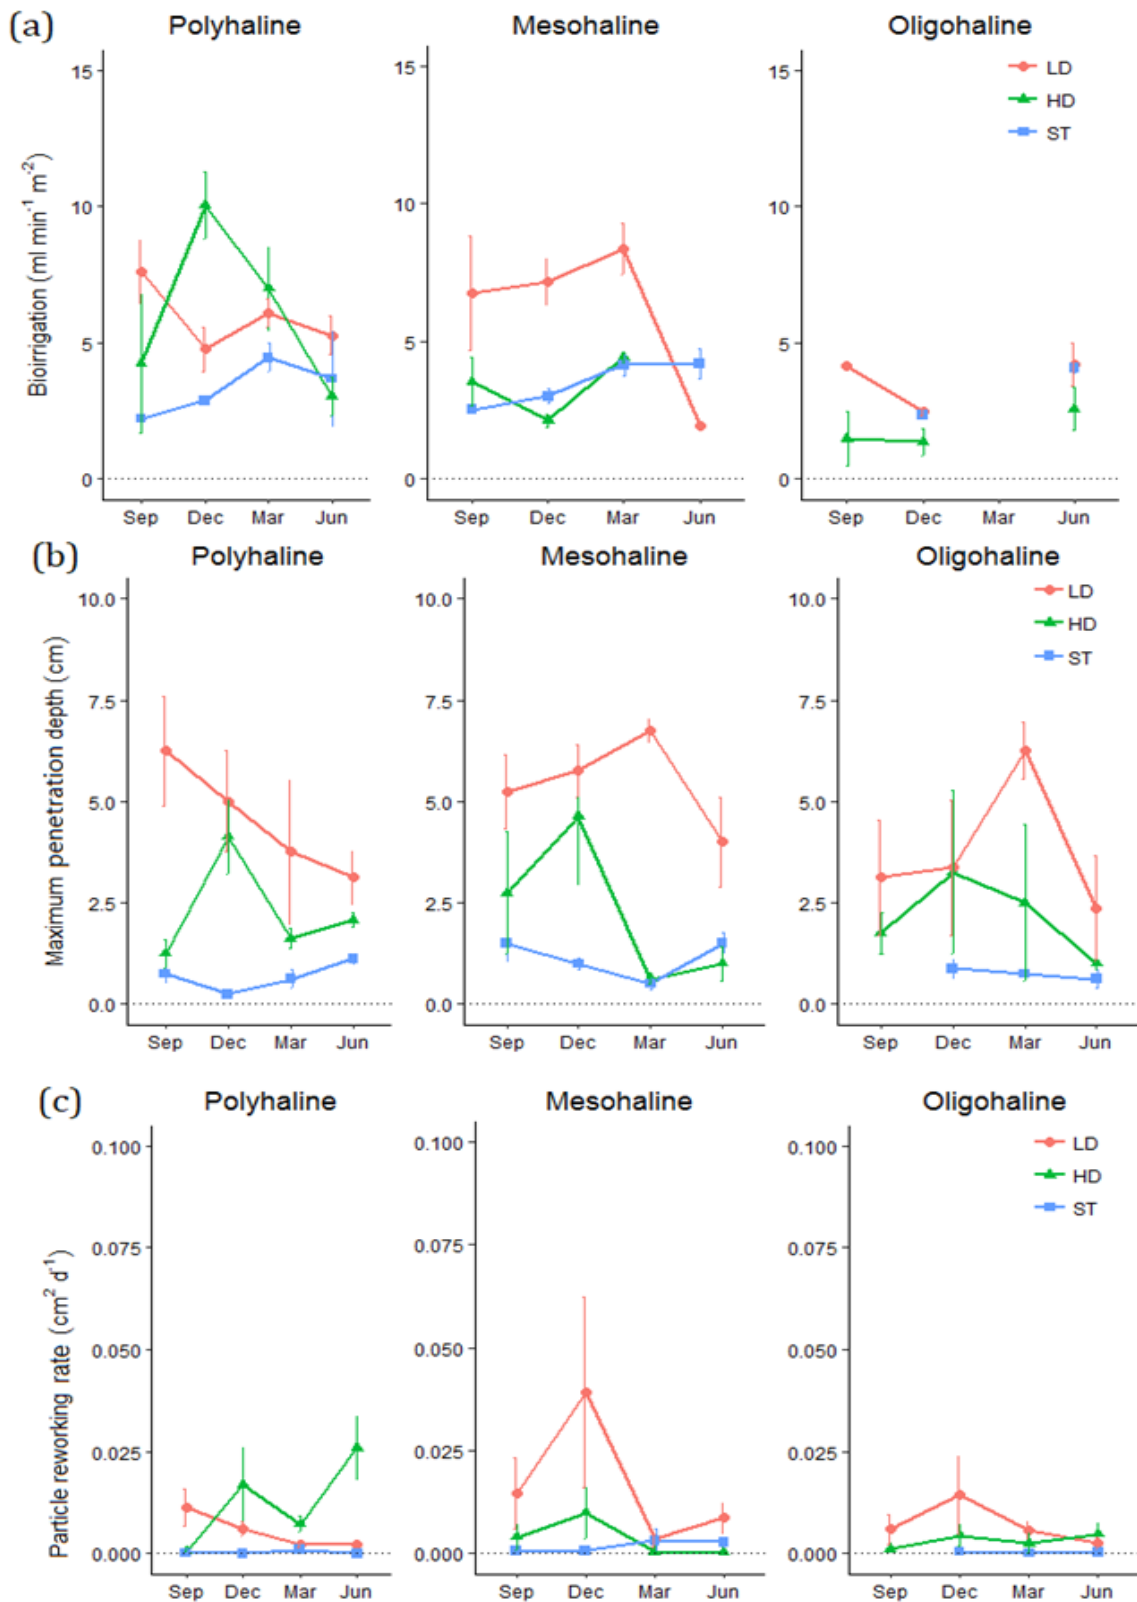 (a)
Polyhaline
Mesohaline
Oligohaline
Bioirrigation (ml min⁻¹ m⁻²)
15
10
5
0
Sep Dec Mar Jun
15
10
5
0
Sep Dec Mar Jun
15
10
5
0
Sep Dec Mar Jun
LD
HD
ST
(b)
Polyhaline
Mesohaline
Oligohaline
Maximum penetration depth (cm)
10.0
7.5
5.0
2.5
0.0
Sep Dec Mar Jun
10.0
7.5
5.0
2.5
0.0
Sep Dec Mar Jun
10.0
7.5
5.0
2.5
0.0
Sep Dec Mar Jun
LD
HD
ST
(c)
Polyhaline
Mesohaline
Oligohaline
Particle reworking rate (cm² d⁻¹)
0.100
0.075
0.050
0.025
0.000
Sep Dec Mar Jun
0.100
0.075
0.050
0.025
0.000
Sep Dec Mar Jun
0.100
0.075
0.050
0.025
0.000
Sep Dec Mar Jun
LD
HD
ST